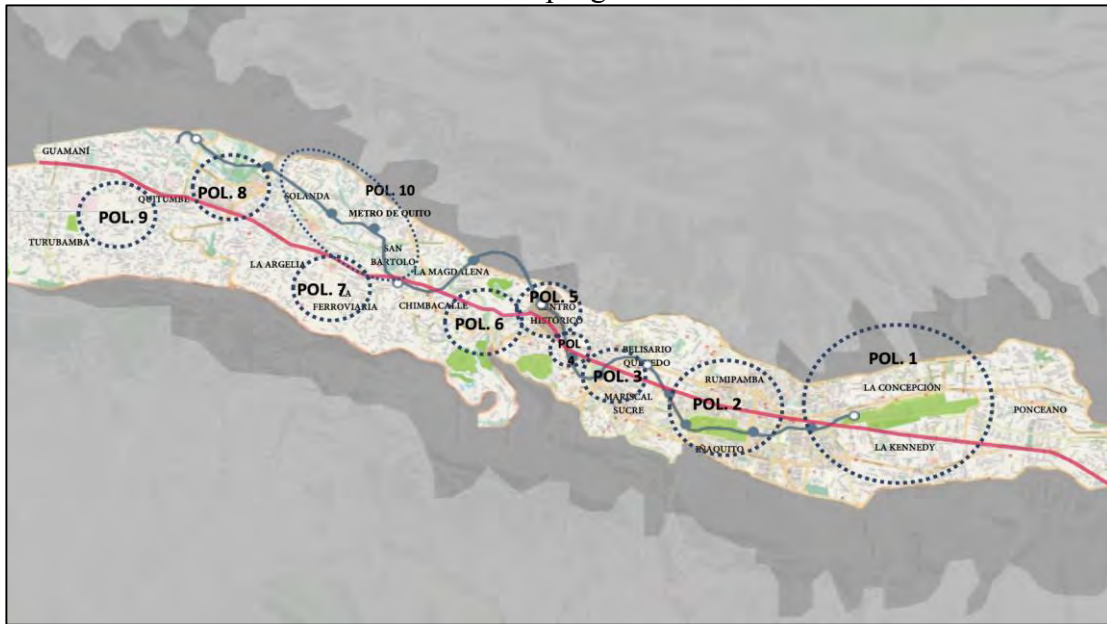 GUAMANÍ
POL. 8
QUITUMBE
POL. 9
TURUBAMBA
SOLANDA
POL. 10
METRO DE QUITO
SAN
BARTOLO
LA ARGELIA
LA MAGDALENA
POL. 7
FERROVIARIA
CHIMBACALLE
POL. 6
POL. 5
HISTÓRICO
POL
4
BELISARIO
POL. 3
MARISCAL
SUCRE
RUMIPAMBA
POL. 2
IÑAQUITO
POL. 1
LA CONCEPCIÓN
PONCEANO
LA KENNEDY